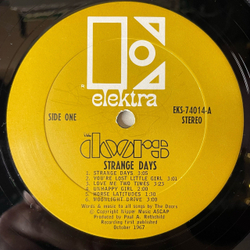 elektra
SIDE ONE
EKS-74014-A
STEREO
the doors
STRANGE DAYS
1. STRANGE DAYS 3:05
2. YOU'RE LOST LITTLE GIRL 3:01
3. LOVE ME TWO TIMES 3:23
4. UNHAPPY GIRL 2:00
5. HORSE LATITUDES 1:30
6. MOONLIGHT DRIVE 3:00
Words & music to all songs by The Doors
© Copyright Nipper Music ASCAP
Produced by Paul A. Rothchild
Recording first published
October 1967